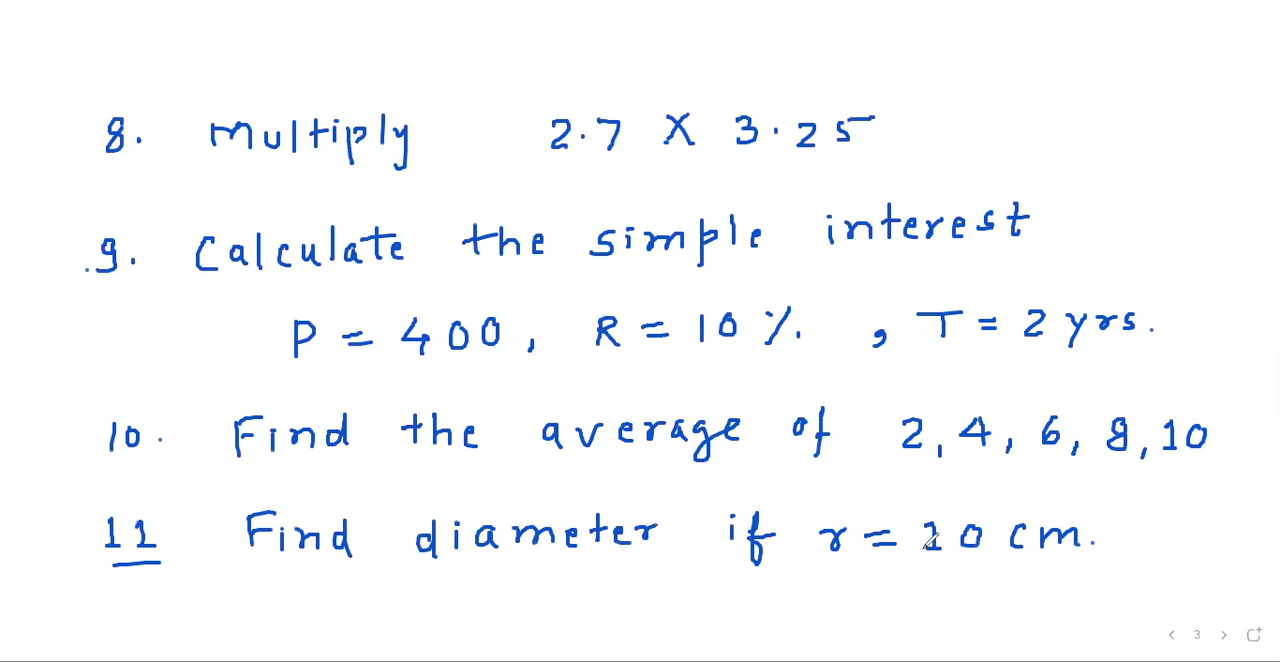 8. Multiply 2.7 X 3.25
9. Calculate the simple interest
P = 400, R = 10 %. , T = 2 yrs.
10. Find the average of 2, 4, 6, 8, 10
11 Find diameter if r = 10 cm.
3